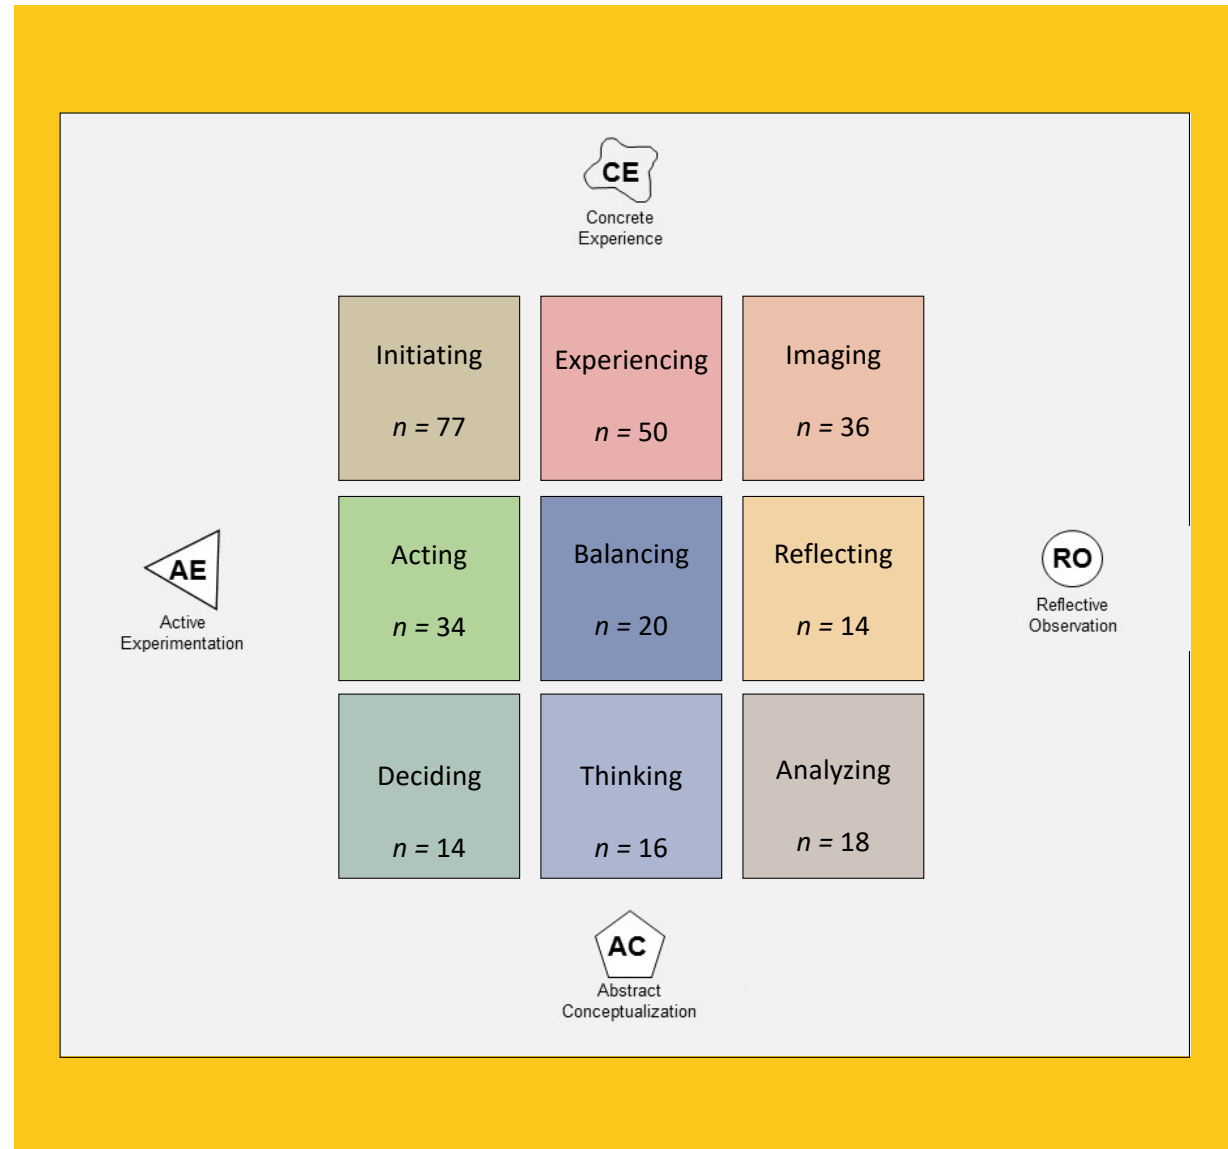 CE
Concrete
Experience
Initiating
n = 77
Experiencing
n = 50
Imaging
n = 36
AE
Active
Experimentation
Acting
n = 34
Balancing
n = 20
Reflecting
n = 14
RO
Reflective
Observation
Deciding
n = 14
Thinking
n = 16
Analyzing
n = 18
AC
Abstract
Conceptualization